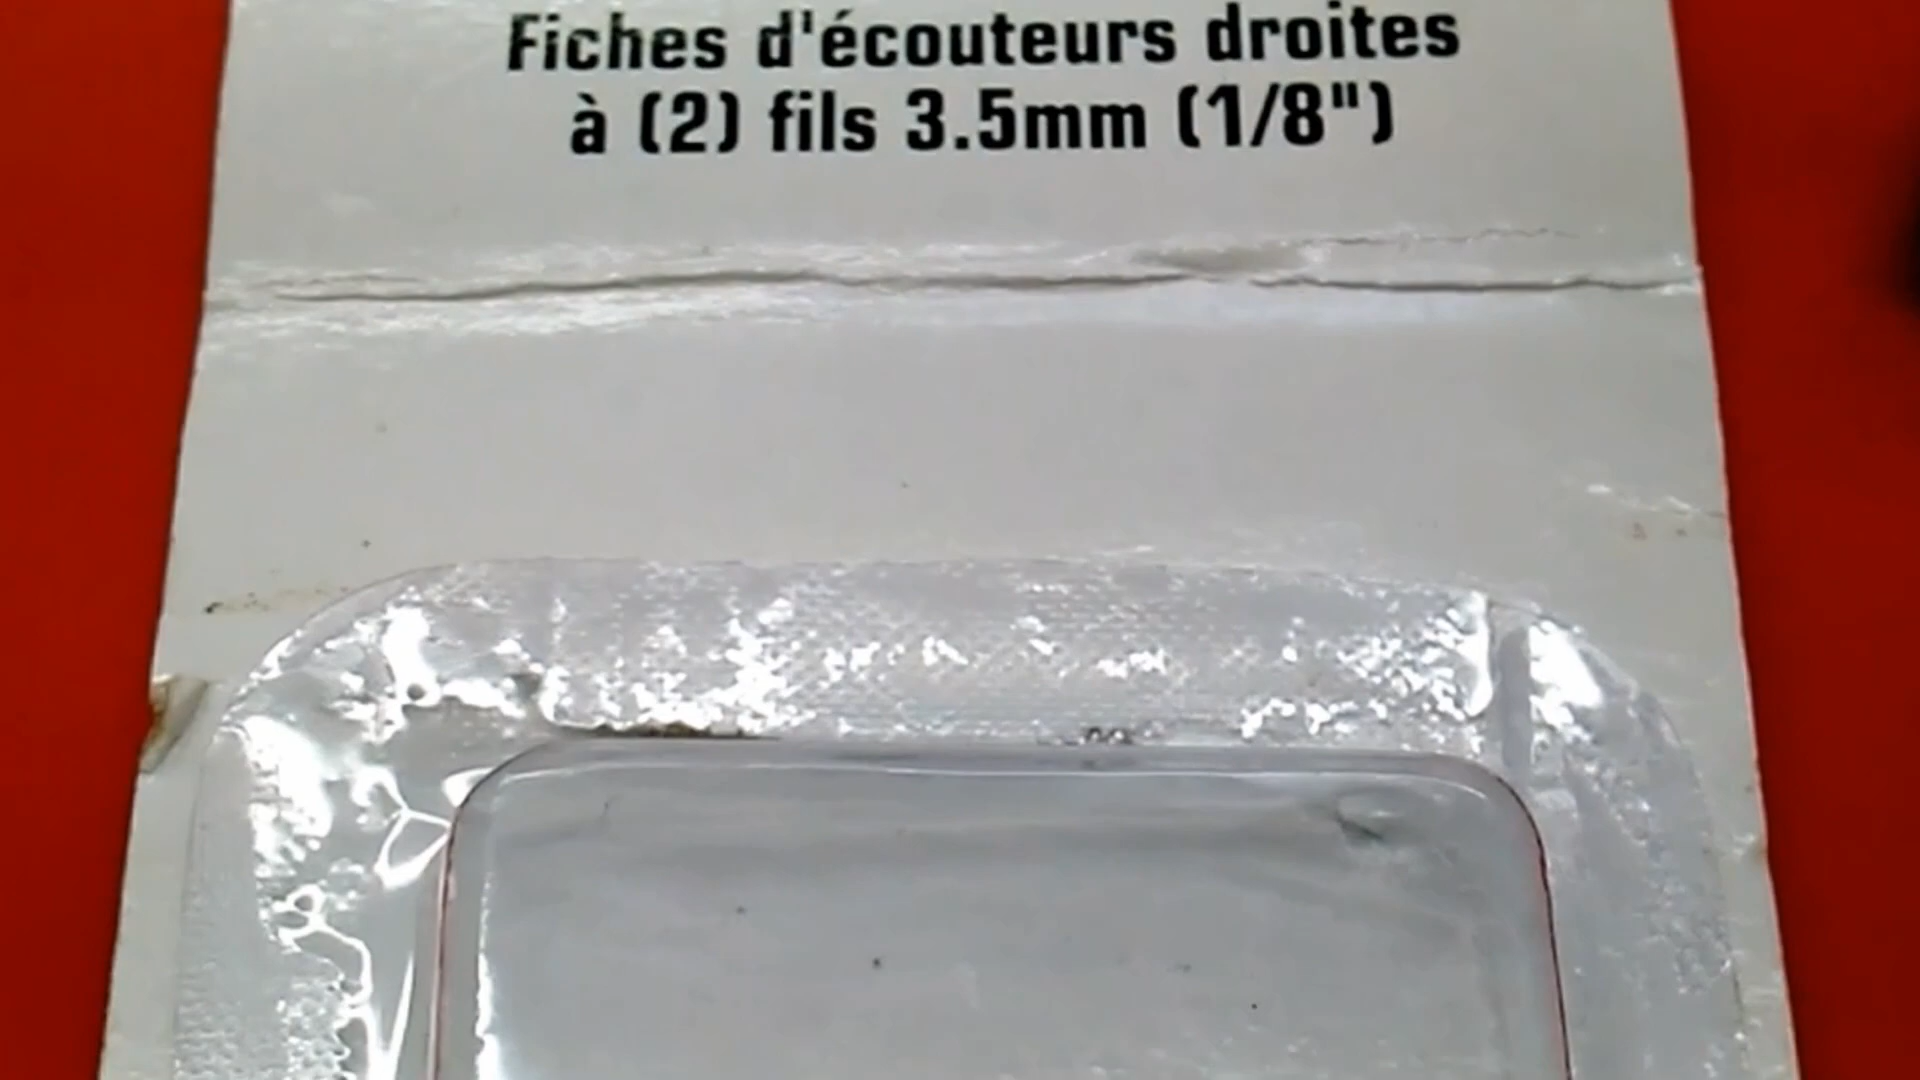 Fiches d'écouteurs droites
à (2) fils 3.5mm (1/8")